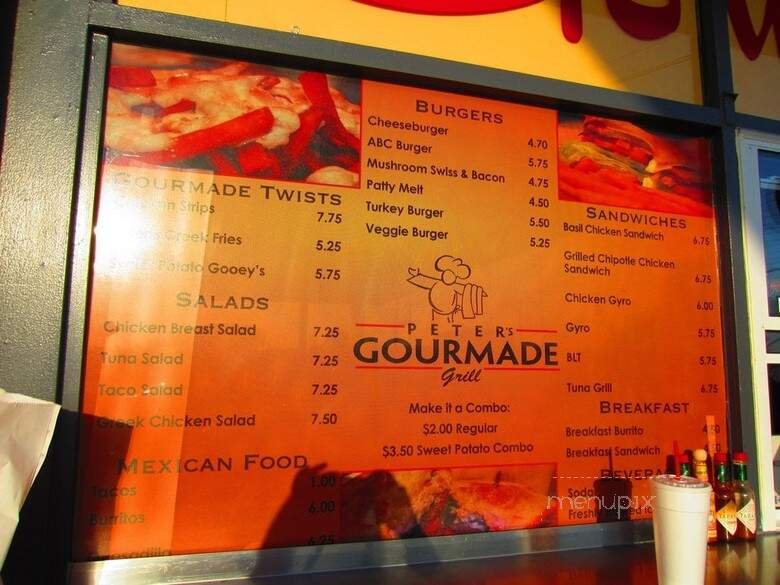 BURGERS
Cheeseburger 4.70
ABC Burger 5.75
Mushroom Swiss & Bacon 4.75
Patty Melt 4.50
Turkey Burger 5.50
Veggie Burger 5.25
GOURMADE TWISTS
Strips 7.75
Greek Fries 5.25
Potato Gooey's 5.75
SALADS
Chicken Breast Salad 7.25
Tuna Salad 7.25
Taco Salad 7.25
Greek Chicken Salad 7.50
MEXICAN FOOD
Tacos 1.00
Burritos 6.00
Quesadilla 6.25
PETER'S
GOURMADE
Grill
Make it a Combo:
$2.00 Regular
$3.50 Sweet Potato Combo
SANDWICHES
Basil Chicken Sandwich 6.75
Grilled Chipotle Chicken
Sandwich 6.75
Chicken Gyro 6.00
Gyro 5.75
BLT 5.75
Tuna Grill 6.75
BREAKFAST
Breakfast Burrito
Breakfast Sandwich
Soda
menupix